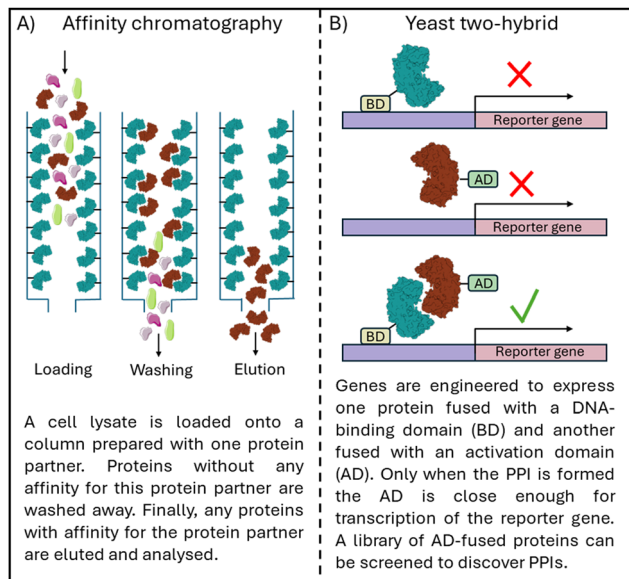 A) Affinity chromatography
Loading
Washing
Elution
A cell lysate is loaded onto a
column prepared with one protein
partner. Proteins without any
affinity for this protein partner are
washed away. Finally, any proteins
with affinity for the protein partner
are eluted and analysed.
B) Yeast two-hybrid
BD
Reporter gene
AD
Reporter gene
AD
BD
Reporter gene
Genes are engineered to express
one protein fused with a DNA-
binding domain (BD) and another
fused with an activation domain
(AD). Only when the PPI is formed
the AD is close enough for
transcription of the reporter gene.
A library of AD-fused proteins can
be screened to discover PPIs.